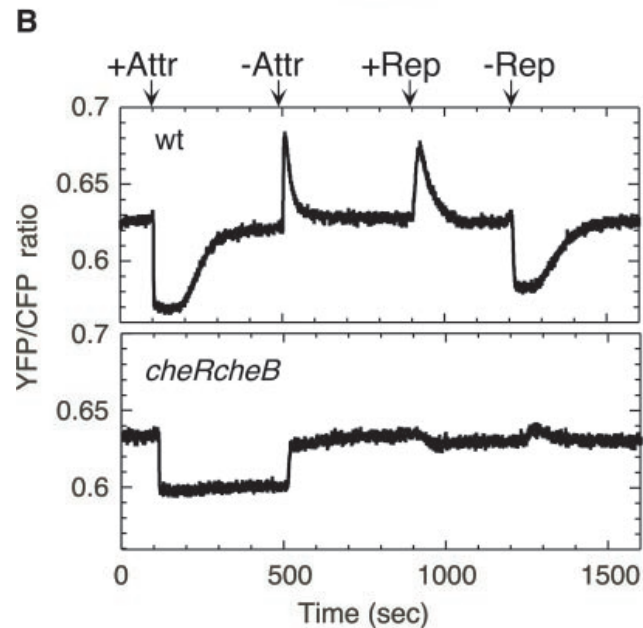 B
+Attr -Attr +Rep -Rep
0.7
wt
0.65
0.6
YFP/CFP ratio
0.7
cheRcheB
0.65
0.6
0 500 1000 1500
Time (sec)